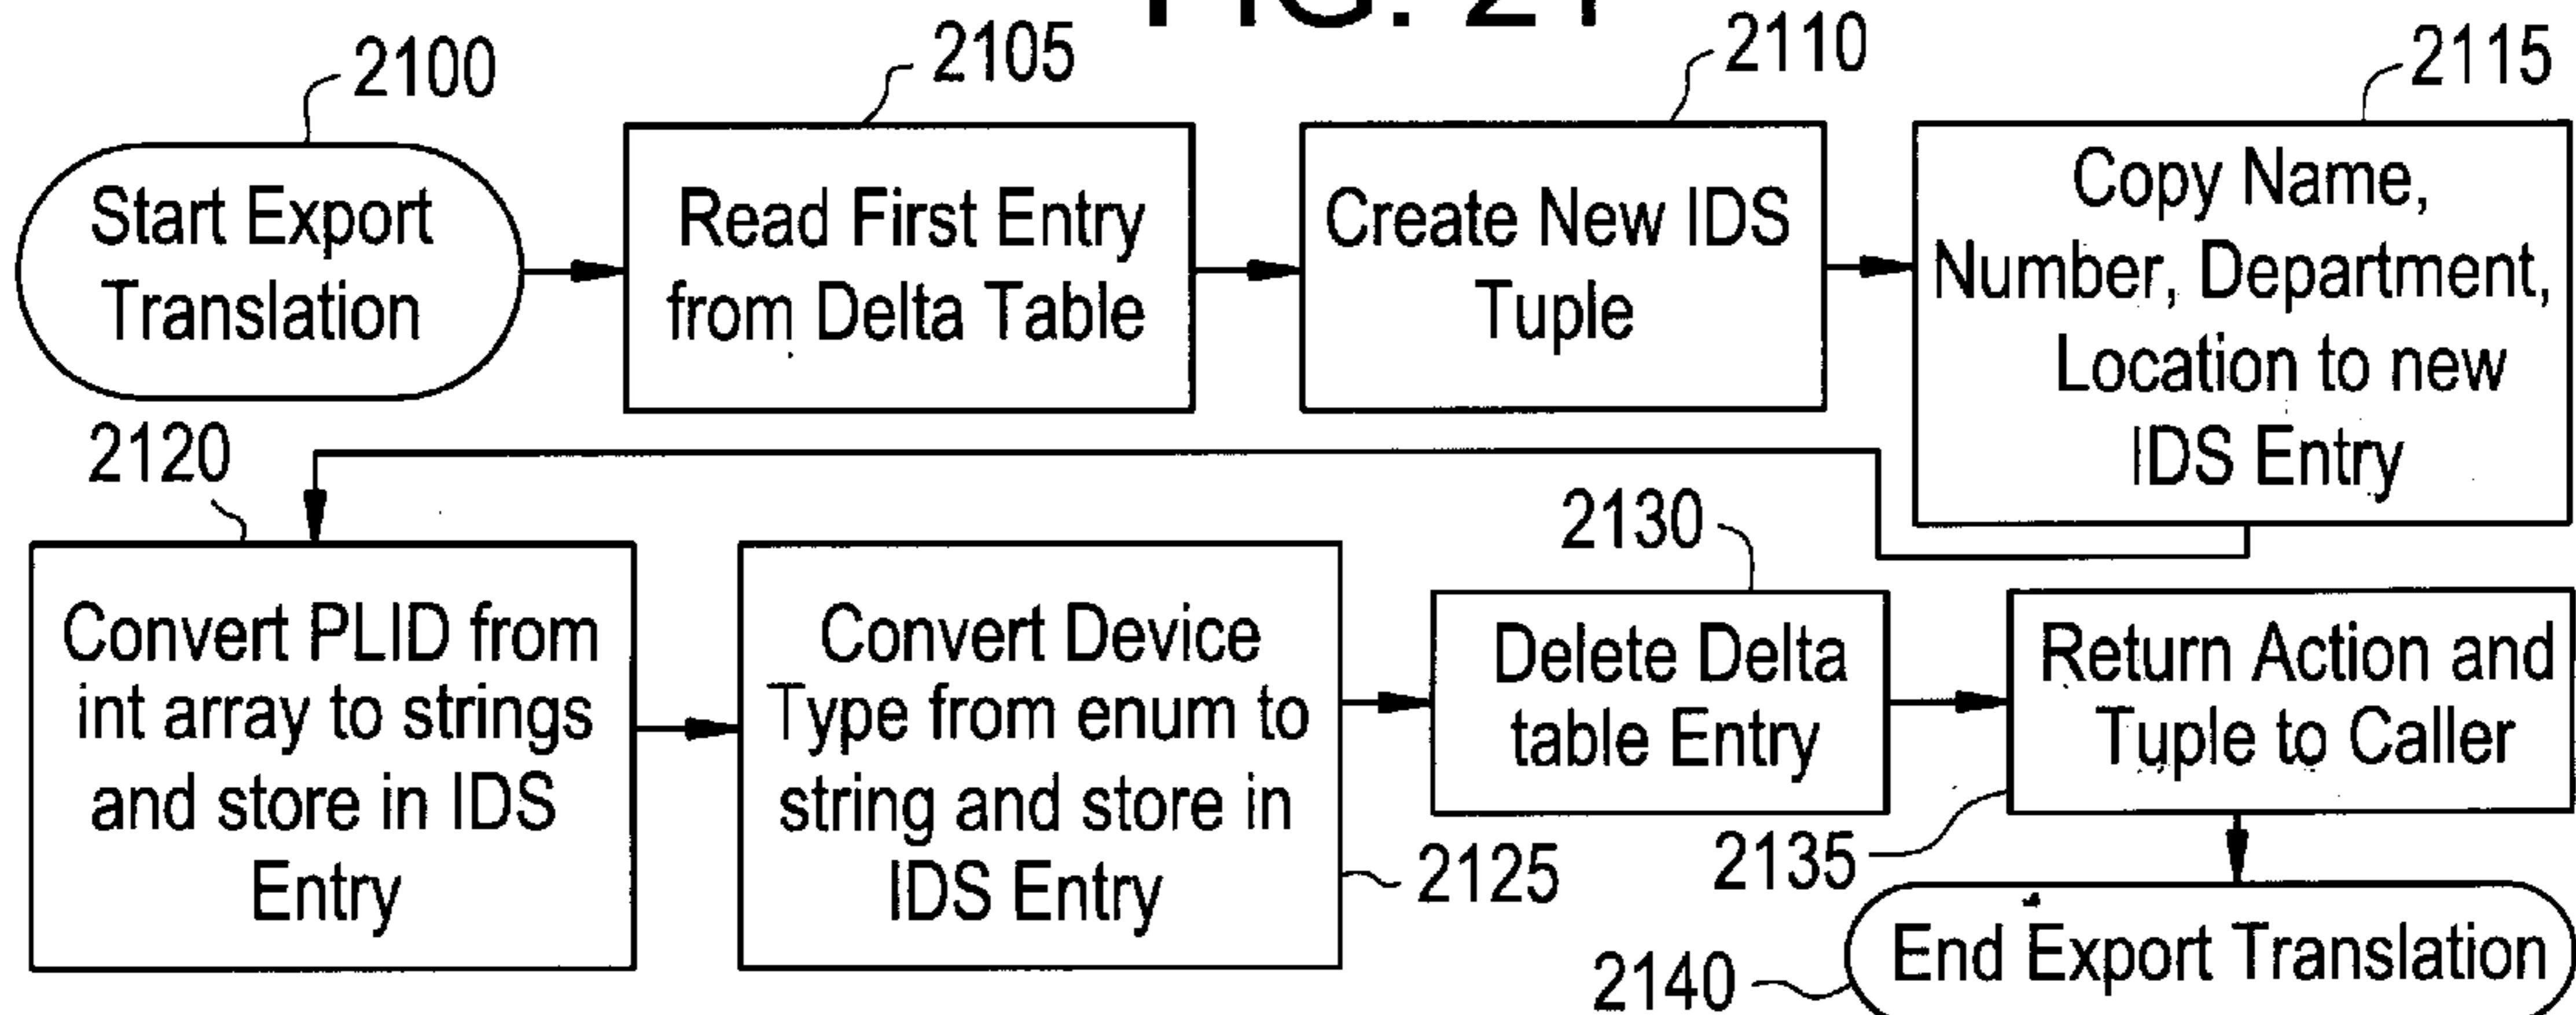 FIG. 21
2100
2105
2110
2115
Start Export
Translation
Read First Entry
from Delta Table
Create New IDS
Tuple
Copy Name,
Number, Department,
Location to new
IDS Entry
2120
2130
Convert PLID from
int array to strings
and store in IDS
Entry
Convert Device
Type from enum to
string and store in
IDS Entry
2125
Delete Delta
table Entry
Return Action and
Tuple to Caller
2135
End Export Translation
2140